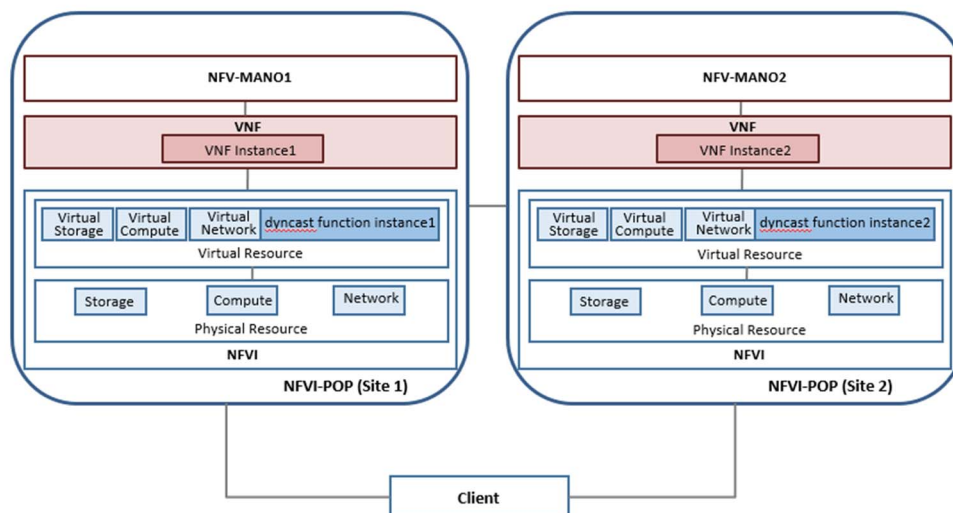 NFV-MANO1
VNF
VNF Instance1
Virtual
Storage
Virtual
Compute
Virtual
Network
dyncast function instance1
Virtual Resource
Storage
Compute
Network
Physical Resource
NFVI
NFVI-POP (Site 1)
NFV-MANO2
VNF
VNF Instance2
Virtual
Storage
Virtual
Compute
Virtual
Network
dyncast function instance2
Virtual Resource
Storage
Compute
Network
Physical Resource
NFVI
NFVI-POP (Site 2)
Client